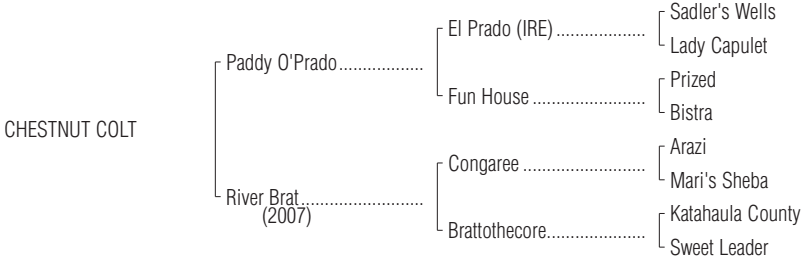 Sadler's Wells
El Prado (IRE)....................
Lady Capulet
Paddy O'Prado...................
Prized
Fun House .........................
Bistra
CHESTNUT COLT
Arazi
Congaree ...........................
Mari's Sheba
River Brat...........................
(2007)
Katahaula County
Brattothecore......................
Sweet Leader